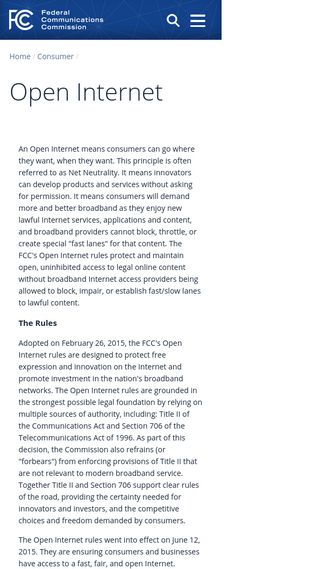 FCC
Federal
Communications
Commission
Home / Consumer /
Open Internet
An Open Internet means consumers can go where
they want, when they want. This principle is often
referred to as Net Neutrality. It means innovators
can develop products and services without asking
for permission. It means consumers will demand
more and better broadband as they enjoy new
lawful Internet services, applications and content,
and broadband providers cannot block, throttle, or
create special "fast lanes" for that content. The
FCC's Open Internet rules protect and maintain
open, uninhibited access to legal online content
without broadband Internet access providers being
allowed to block, impair, or establish fast/slow lanes
to lawful content.
The Rules
Adopted on February 26, 2015, the FCC's Open
Internet rules are designed to protect free
expression and innovation on the Internet and
promote investment in the nation's broadband
networks. The Open Internet rules are grounded in
the strongest possible legal foundation by relying on
multiple sources of authority, including: Title II of
the Communications Act and Section 706 of the
Telecommunications Act of 1996. As part of this
decision, the Commission also refrains (or
"forbears") from enforcing provisions of Title II that
are not relevant to modern broadband service.
Together Title II and Section 706 support clear rules
of the road, providing the certainty needed for
innovators and investors, and the competitive
choices and freedom demanded by consumers.
The Open Internet rules went into effect on June 12,
2015. They are ensuring consumers and businesses
have access to a fast, fair, and open Internet.